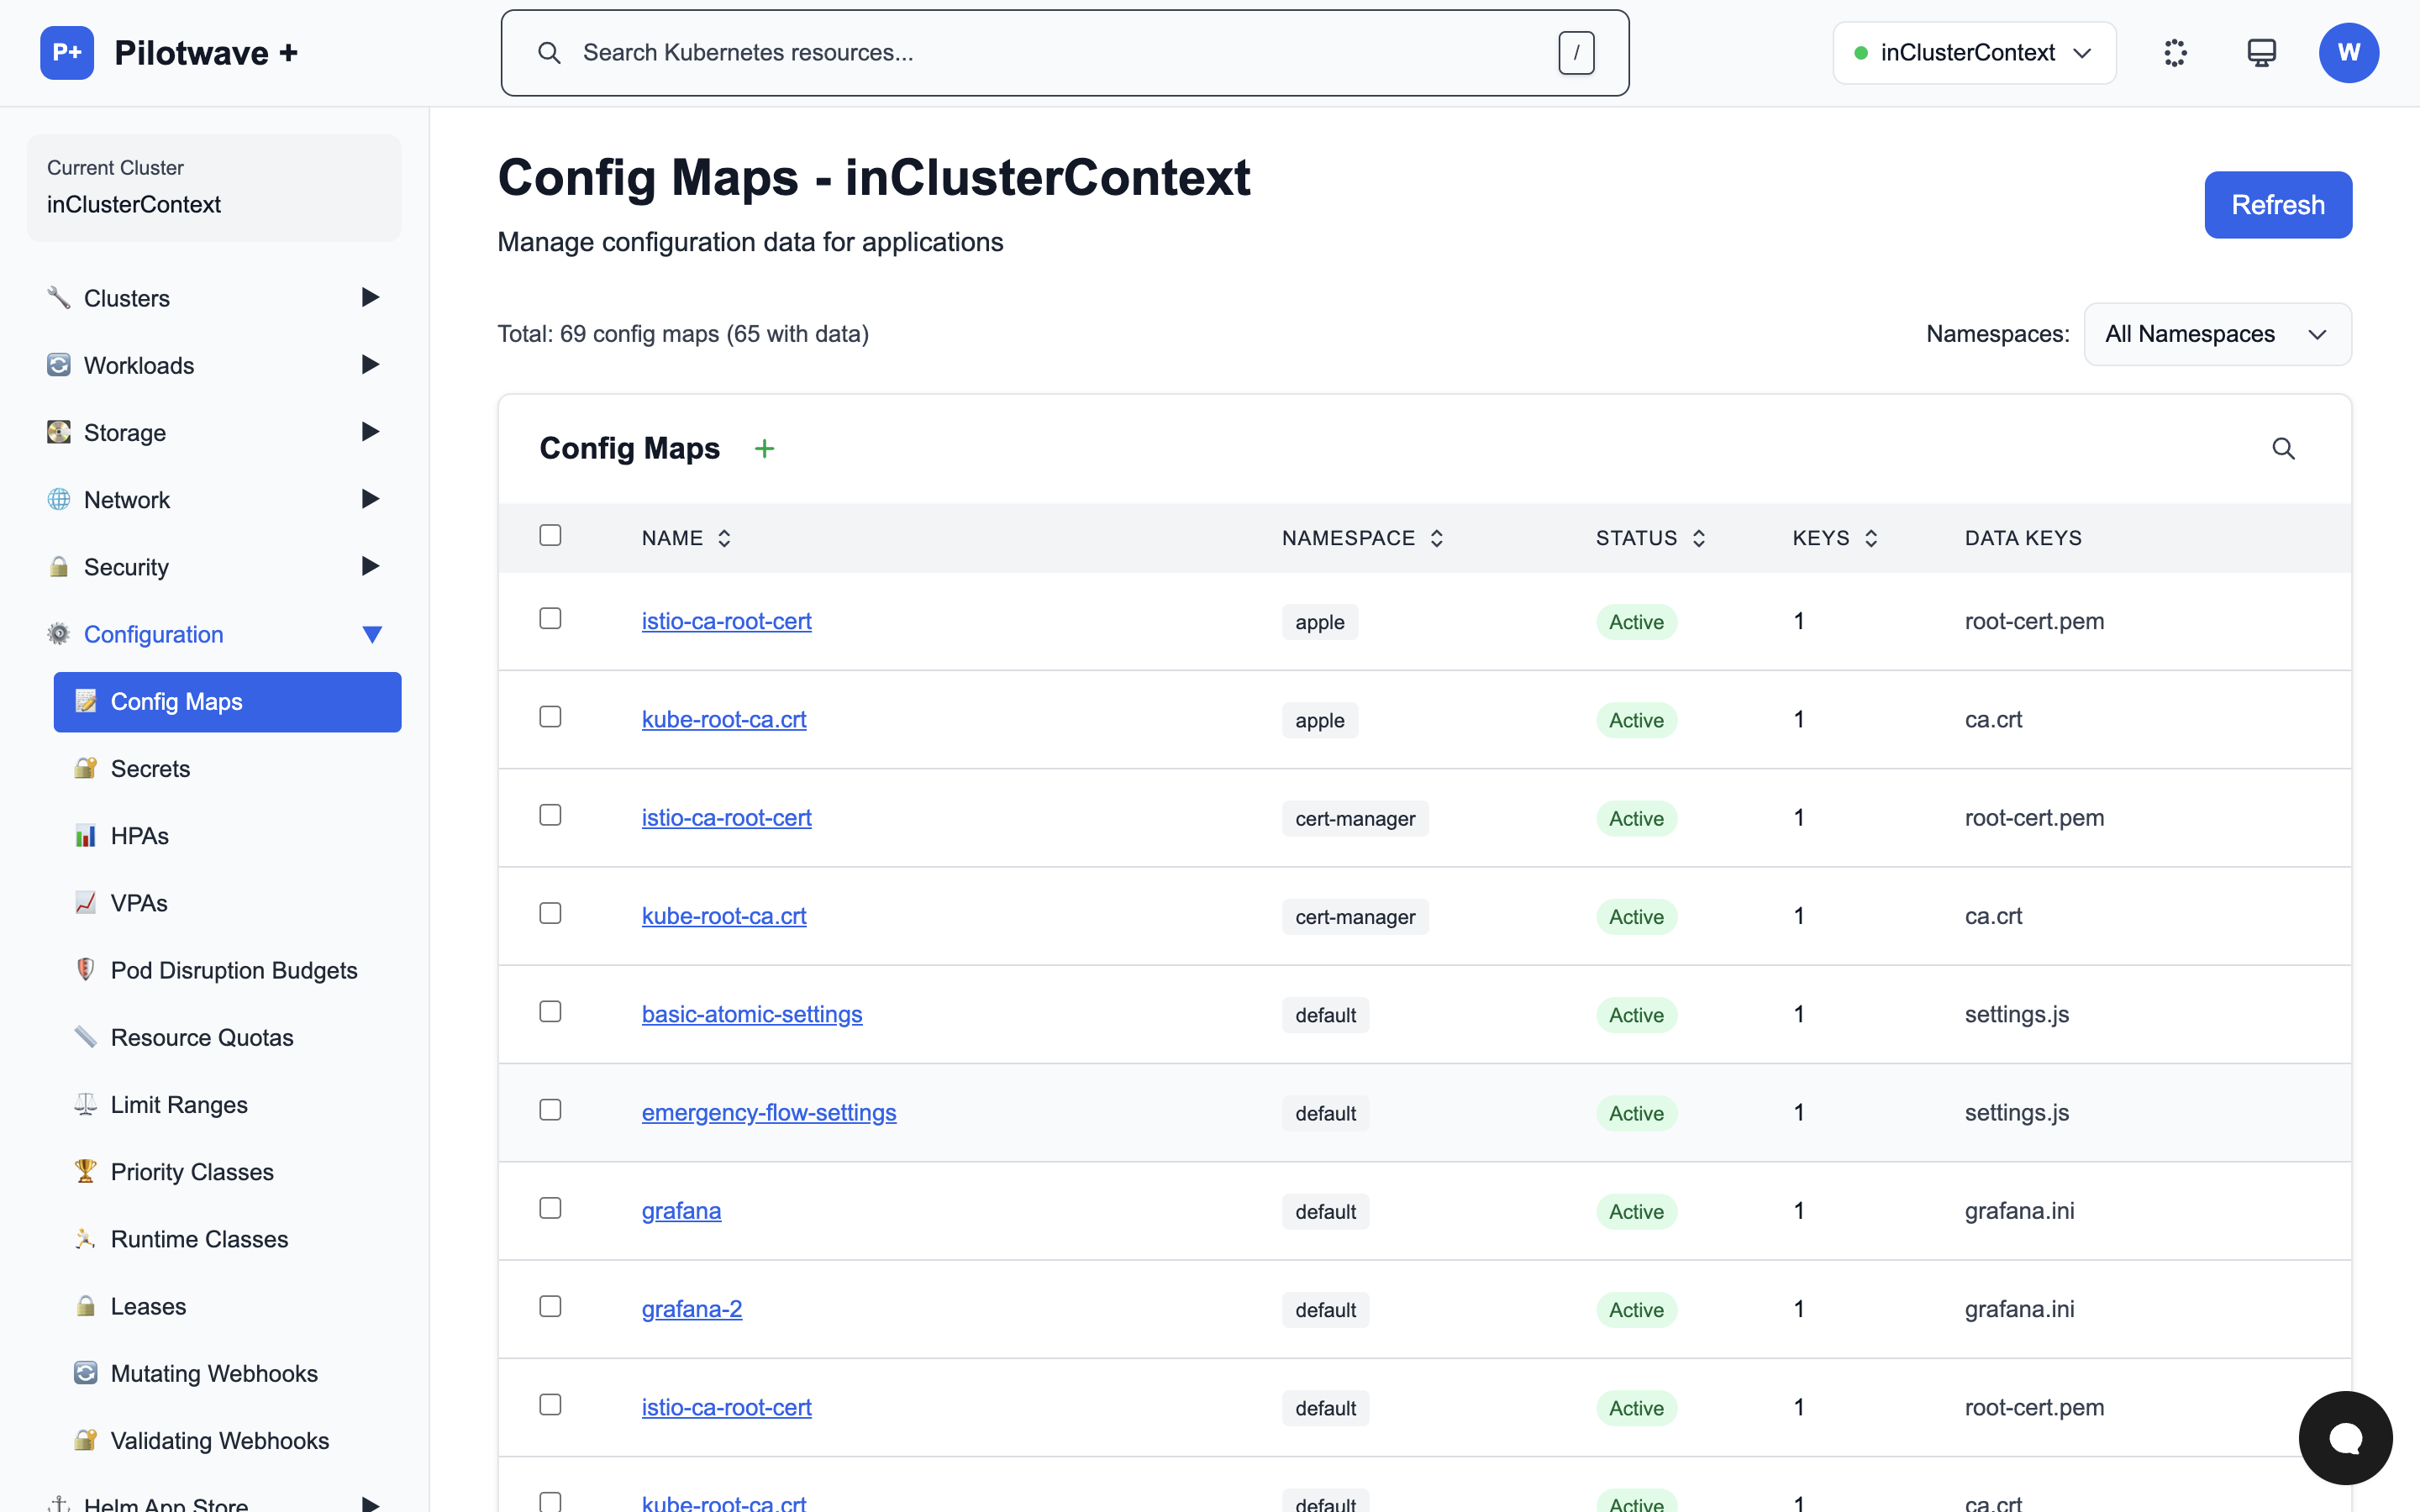 P+ Pilotwave +
Search Kubernetes resources... /
inClusterContext
W
Current Cluster
inClusterContext
Clusters
Workloads
Storage
Network
Security
Configuration
Config Maps
Secrets
HPAs
VPAs
Pod Disruption Budgets
Resource Quotas
Limit Ranges
Priority Classes
Runtime Classes
Leases
Mutating Webhooks
Validating Webhooks
Helm App Store
Config Maps - inClusterContext
Manage configuration data for applications
Refresh
Total: 69 config maps (65 with data)
Namespaces: All Namespaces
Config Maps +
NAME NAMESPACE STATUS KEYS DATA KEYS
istio-ca-root-cert apple Active 1 root-cert.pem
kube-root-ca.crt apple Active 1 ca.crt
istio-ca-root-cert cert-manager Active 1 root-cert.pem
kube-root-ca.crt cert-manager Active 1 ca.crt
basic-atomic-settings default Active 1 settings.js
emergency-flow-settings default Active 1 settings.js
grafana default Active 1 grafana.ini
grafana-2 default Active 1 grafana.ini
istio-ca-root-cert default Active 1 root-cert.pem
kube-root-ca.crt default Active 1 ca.crt